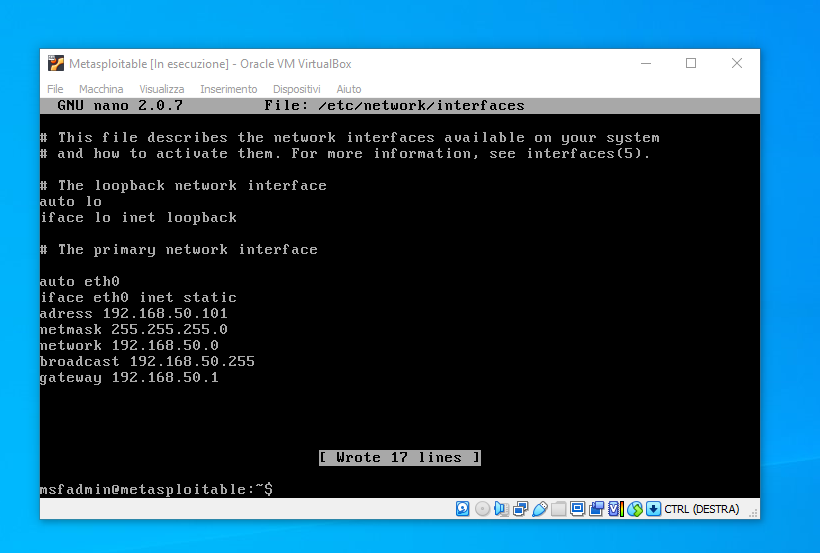 Metasploitable [In esecuzione] - Oracle VM VirtualBox
File Macchina Visualizza Inserimento Dispositivi Aiuto
GNU nano 2.0.7 File: /etc/network/interfaces
# This file describes the network interfaces available on your system
# and how to activate them. For more information, see interfaces(5).
# The loopback network interface
auto lo
iface lo inet loopback
# The primary network interface
auto eth0
iface eth0 inet static
adress 192.168.50.101
netmask 255.255.255.0
network 192.168.50.0
broadcast 192.168.50.255
gateway 192.168.50.1
[ Wrote 17 lines ]
msfadmin@metasploitable:~$
CTRL (DESTRA)